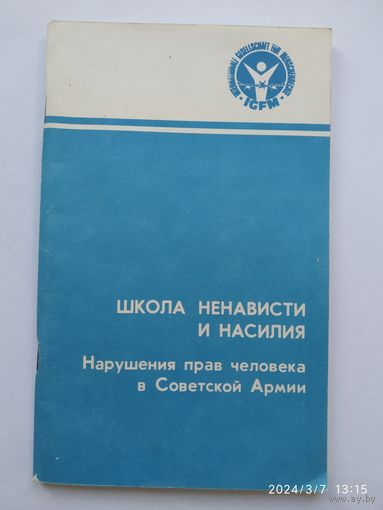 INTERNATIONALE GESELLSCHAFT FÜR MENSCHENRECHTE
IGFM
ШКОЛА НЕНАВИСТИ
И НАСИЛИЯ
Нарушения прав человека
в Советской Армии
2024/3/7 13:15
www.ay.by